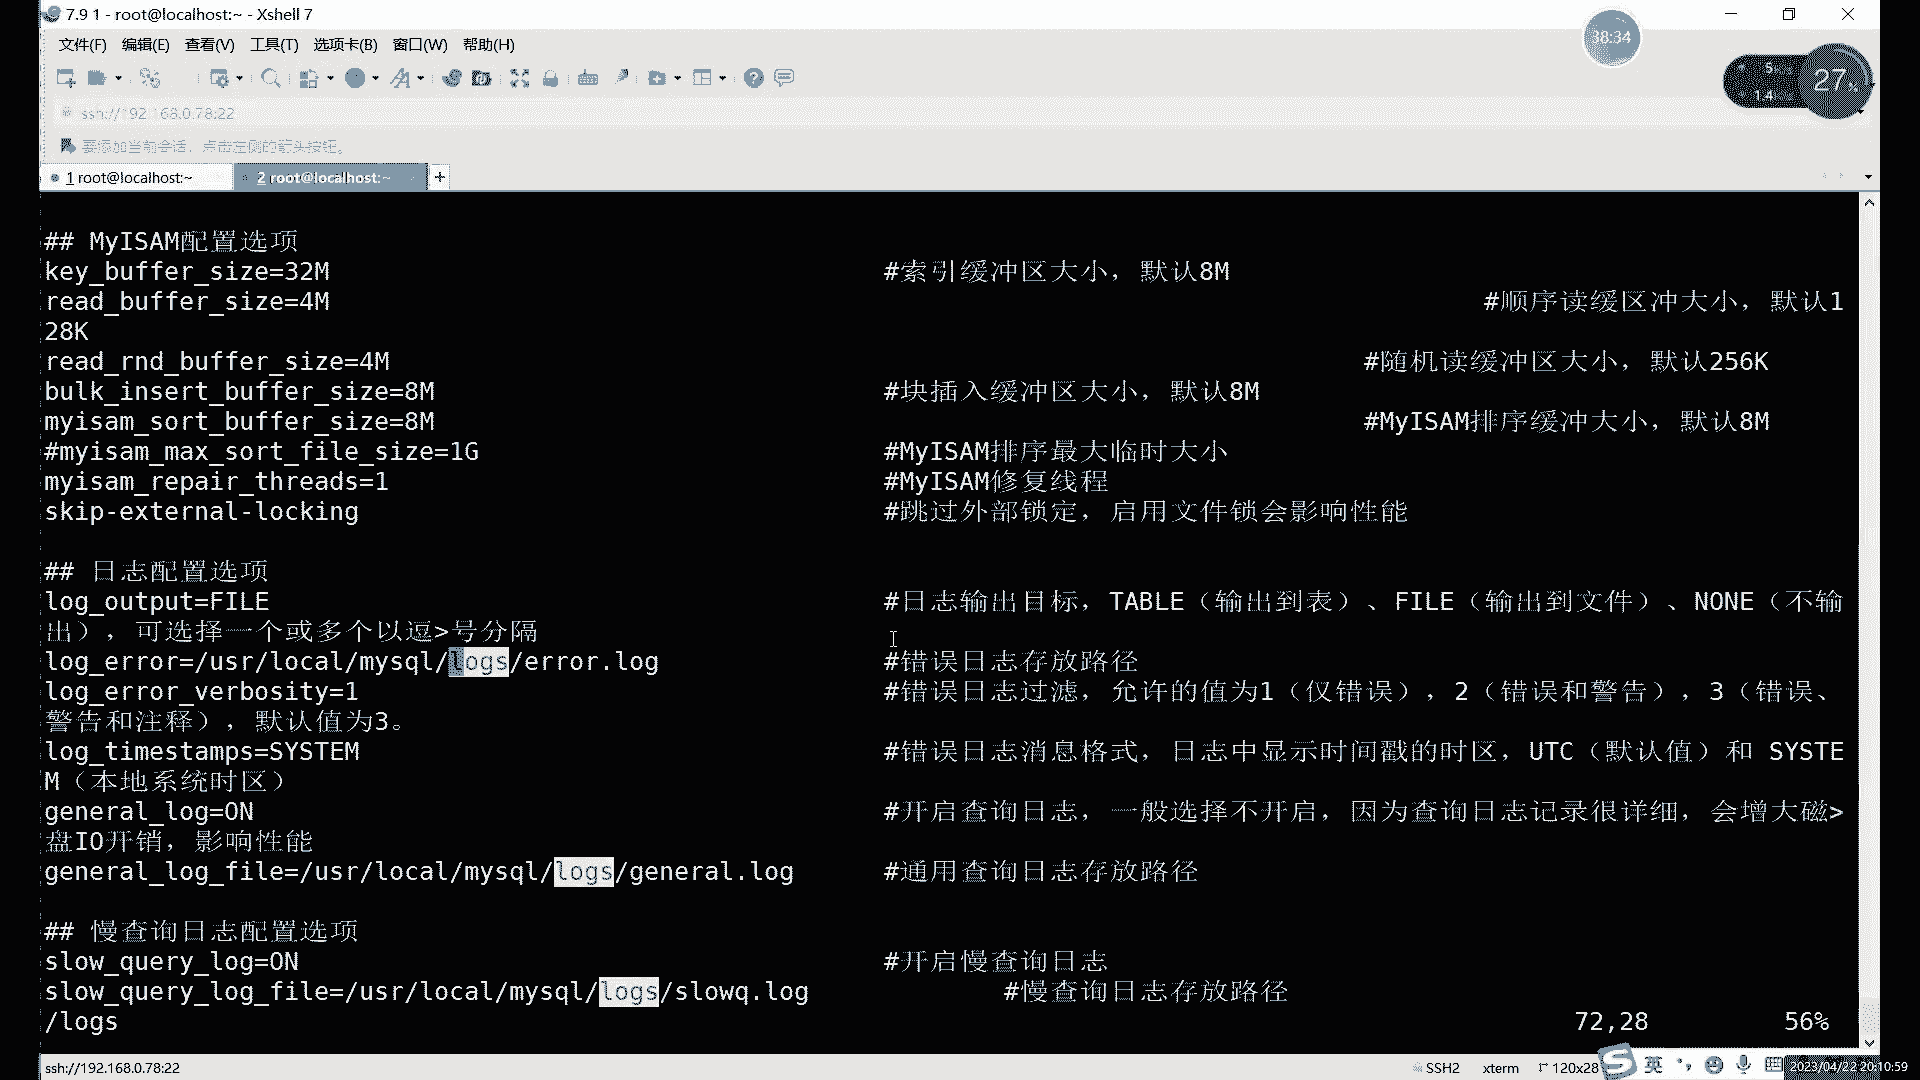 7.9 1 - root@localhost:~ - Xshell 7
38:34
文件(F) 编辑(E) 查看(V) 工具(T) 选项卡(B) 窗口(W) 帮助(H)
27%
1.4
ssh://192.168.0.78:22
要添加当前会话，点击左侧的箭头按钮。
1 root@localhost:~ 2 root@localhost:~ +
## MyISAM配置选项
key_buffer_size=32M #索引缓冲区大小，默认8M
read_buffer_size=4M #顺序读缓区冲大小，默认1
28K
read_rnd_buffer_size=4M #随机读缓冲区大小，默认256K
bulk_insert_buffer_size=8M #块插入缓冲区大小，默认8M
myisam_sort_buffer_size=8M #MyISAM排序缓冲大小，默认8M
#myisam_max_sort_file_size=1G #MyISAM排序最大临时大小
myisam_repair_threads=1 #MyISAM修复线程
skip-external-locking #跳过外部锁定，启用文件锁会影响性能
## 日志配置选项
log_output=FILE #日志输出目标，TABLE（输出到表）、FILE（输出到文件）、NONE（不输
出），可选择一个或多个以逗>号分隔
log_error=/usr/local/mysql/logs/error.log #错误日志存放路径
log_error_verbosity=1 #错误日志过滤，允许的值为1（仅错误），2（错误和警告），3（错误、
警告和注释），默认值为3。
log_timestamps=SYSTEM #错误日志消息格式，日志中显示时间戳的时区，UTC（默认值）和 SYSTE
M（本地系统时区）
general_log=ON #开启查询日志，一般选择不开启，因为查询日志记录很详细，会增大磁>
盘IO开销，影响性能
general_log_file=/usr/local/mysql/logs/general.log #通用查询日志存放路径
## 慢查询日志配置选项
slow_query_log=ON #开启慢查询日志
slow_query_log_file=/usr/local/mysql/logs/slowq.log #慢查询日志存放路径
/logs 72,28 56%
ssh://192.168.0.78:22 SSH2 xterm 120x28 英 2023/04/22 20:10:59